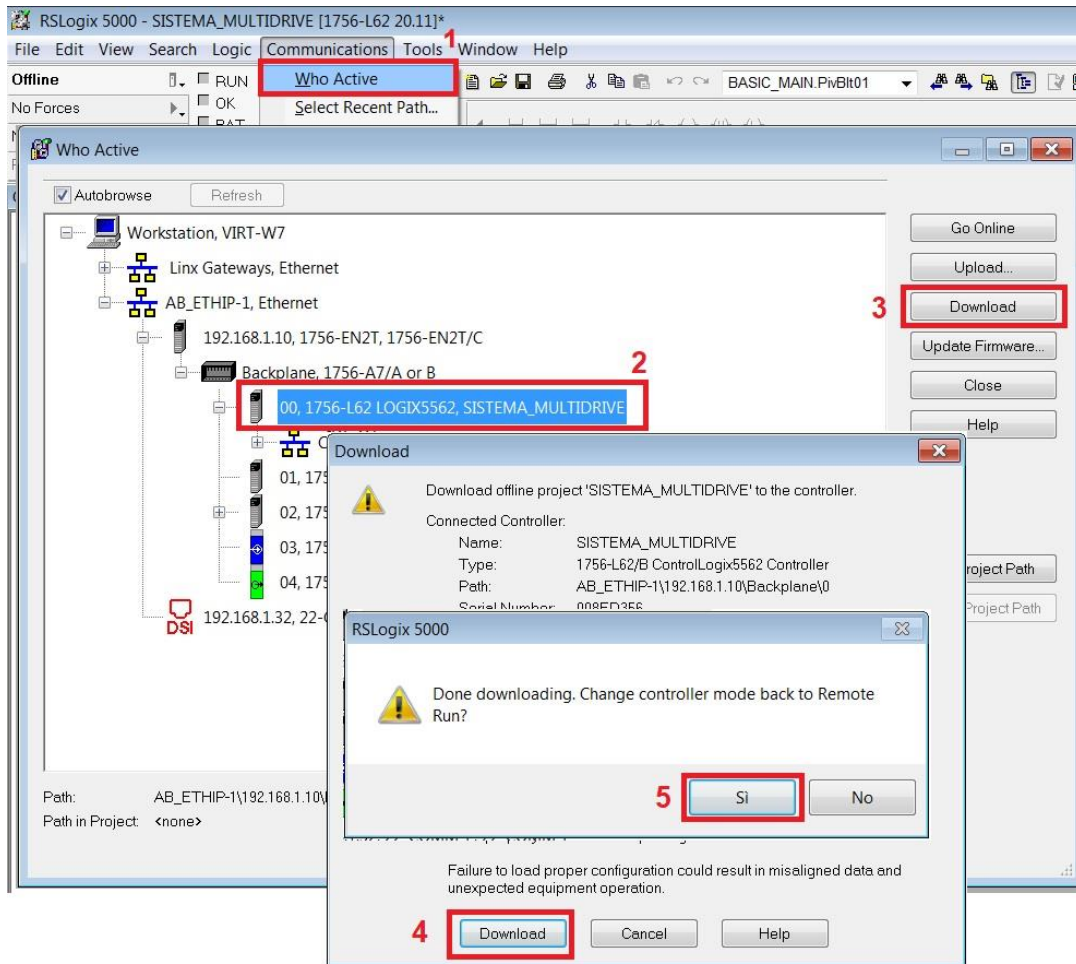 RSLogix 5000 - SISTEMA_MULTIDRIVE [1756-L62 20.11]*
File Edit View Search Logic Communications Tools Window Help
1
Offline
RUN
Who Active
BASIC_MAIN.PivBlt01
No Forces
OK
Select Recent Path...
BAT
Who Active
Autobrowse
Refresh
Workstation, VIRT-W7
Go Online
Linx Gateways, Ethernet
Upload...
AB_ETHIP-1, Ethernet
3
Download
192.168.1.10, 1756-EN2T, 1756-EN2T/C
Update Firmware...
Backplane, 1756-A7/A or B
2
Close
00, 1756-L62 LOGIX5562, SISTEMA_MULTIDRIVE
Help
01, 175
02, 175
03, 175
04, 175
DSI
192.168.1.32, 22-
roject Path
Project Path
Path: AB_ETHIP-1\192.168.1.10\
Path in Project: <none>
Download
Download offline project 'SISTEMA_MULTIDRIVE' to the controller.
Connected Controller:
Name: SISTEMA_MULTIDRIVE
Type: 1756-L62/B ControlLogix5562 Controller
Path: AB_ETHIP-1\192.168.1.10\Backplane\0
Serial Number: 008ED356
RSLogix 5000
Done downloading. Change controller mode back to Remote
Run?
5
Sì
No
Failure to load proper configuration could result in misaligned data and
unexpected equipment operation.
4
Download
Cancel
Help